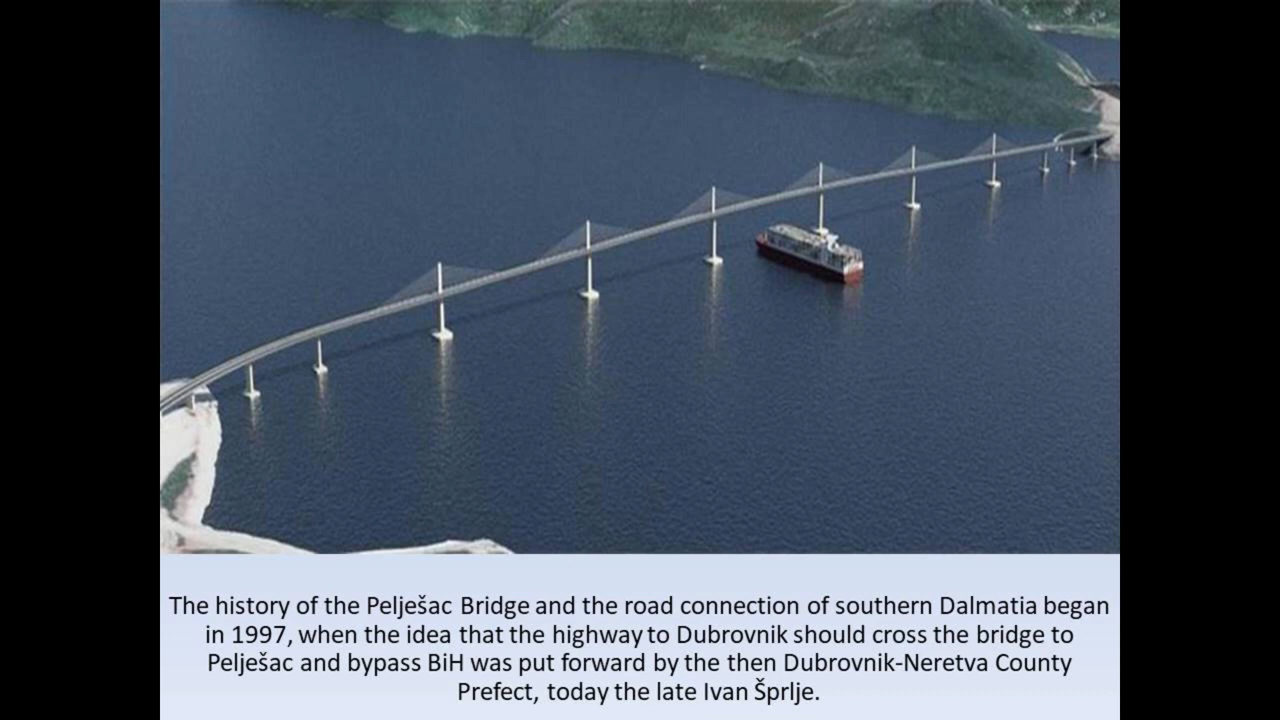 The history of the Pelješac Bridge and the road connection of southern Dalmatia began
in 1997, when the idea that the highway to Dubrovnik should cross the bridge to
Pelješac and bypass BiH was put forward by the then Dubrovnik-Neretva County
Prefect, today the late Ivan Šprlje.